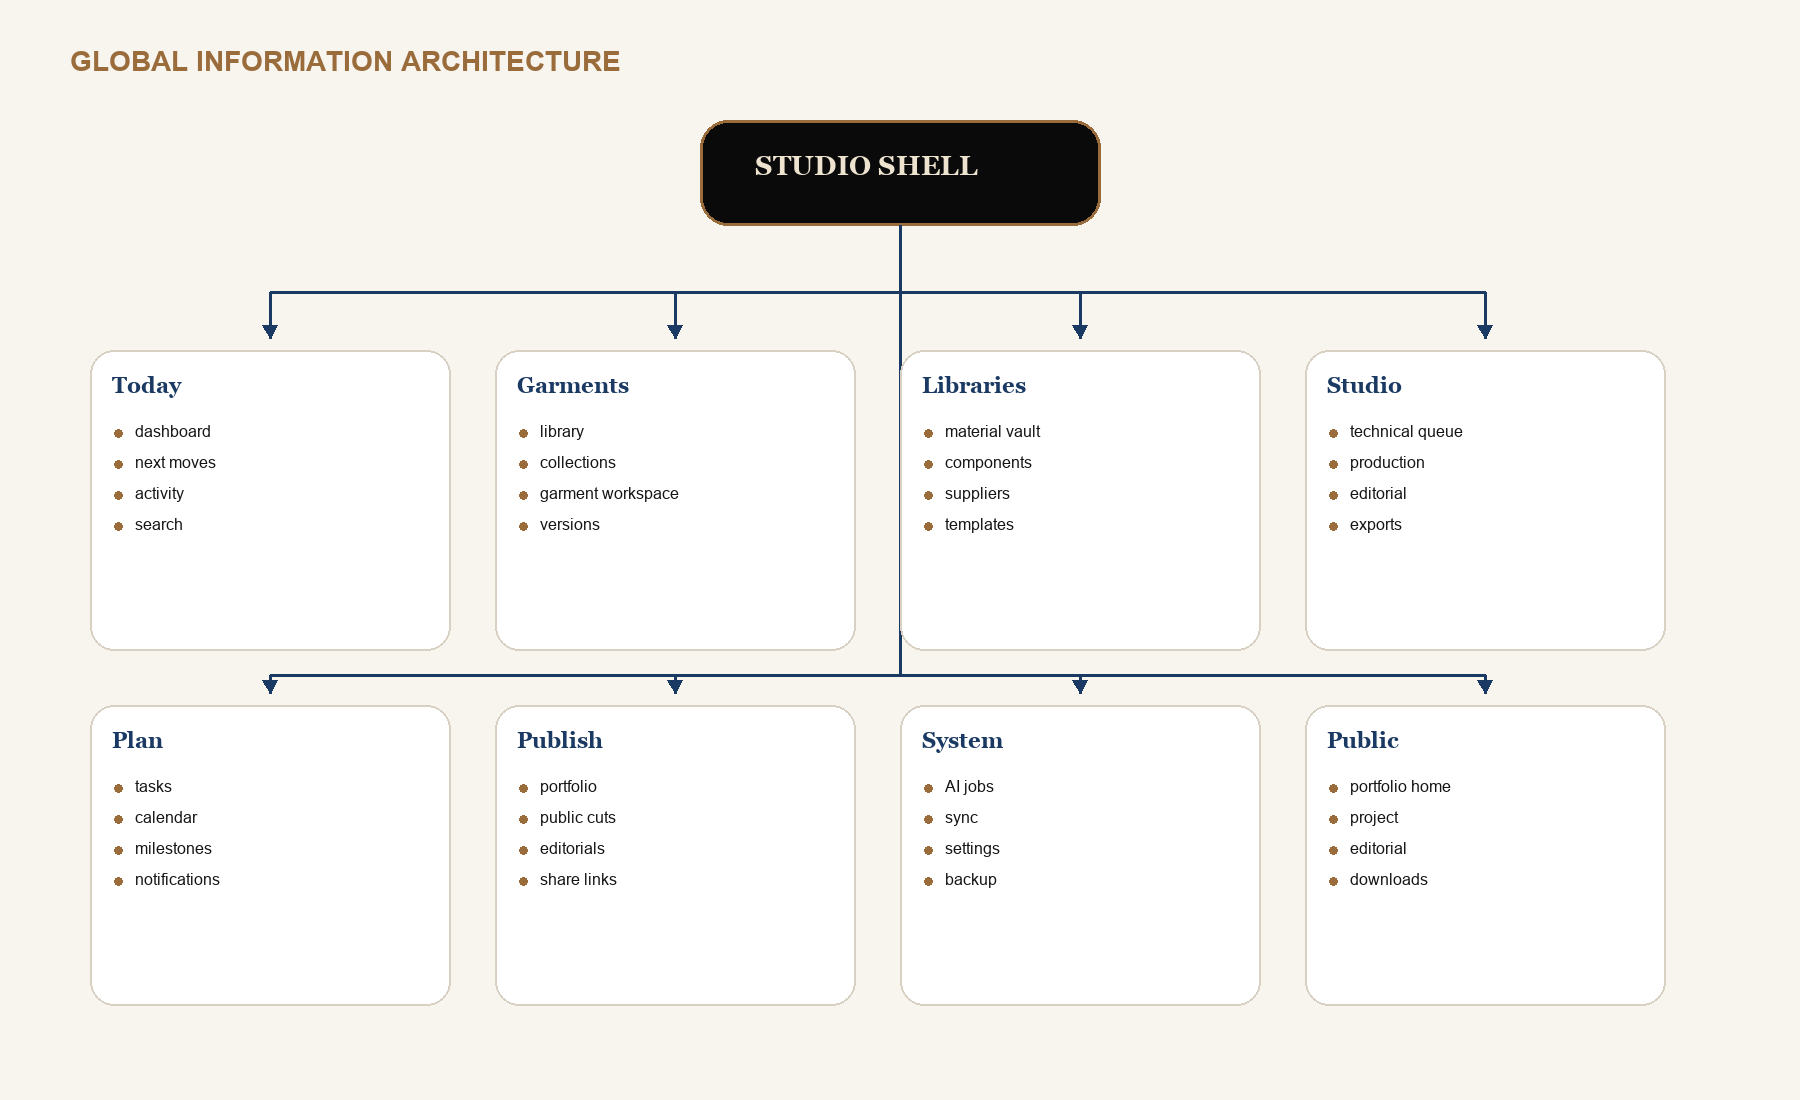 GLOBAL INFORMATION ARCHITECTURE
STUDIO SHELL
Today
dashboard
next moves
activity
search
Garments
library
collections
garment workspace
versions
Libraries
material vault
components
suppliers
templates
Studio
technical queue
production
editorial
exports
Plan
tasks
calendar
milestones
notifications
Publish
portfolio
public cuts
editorials
share links
System
AI jobs
sync
settings
backup
Public
portfolio home
project
editorial
downloads